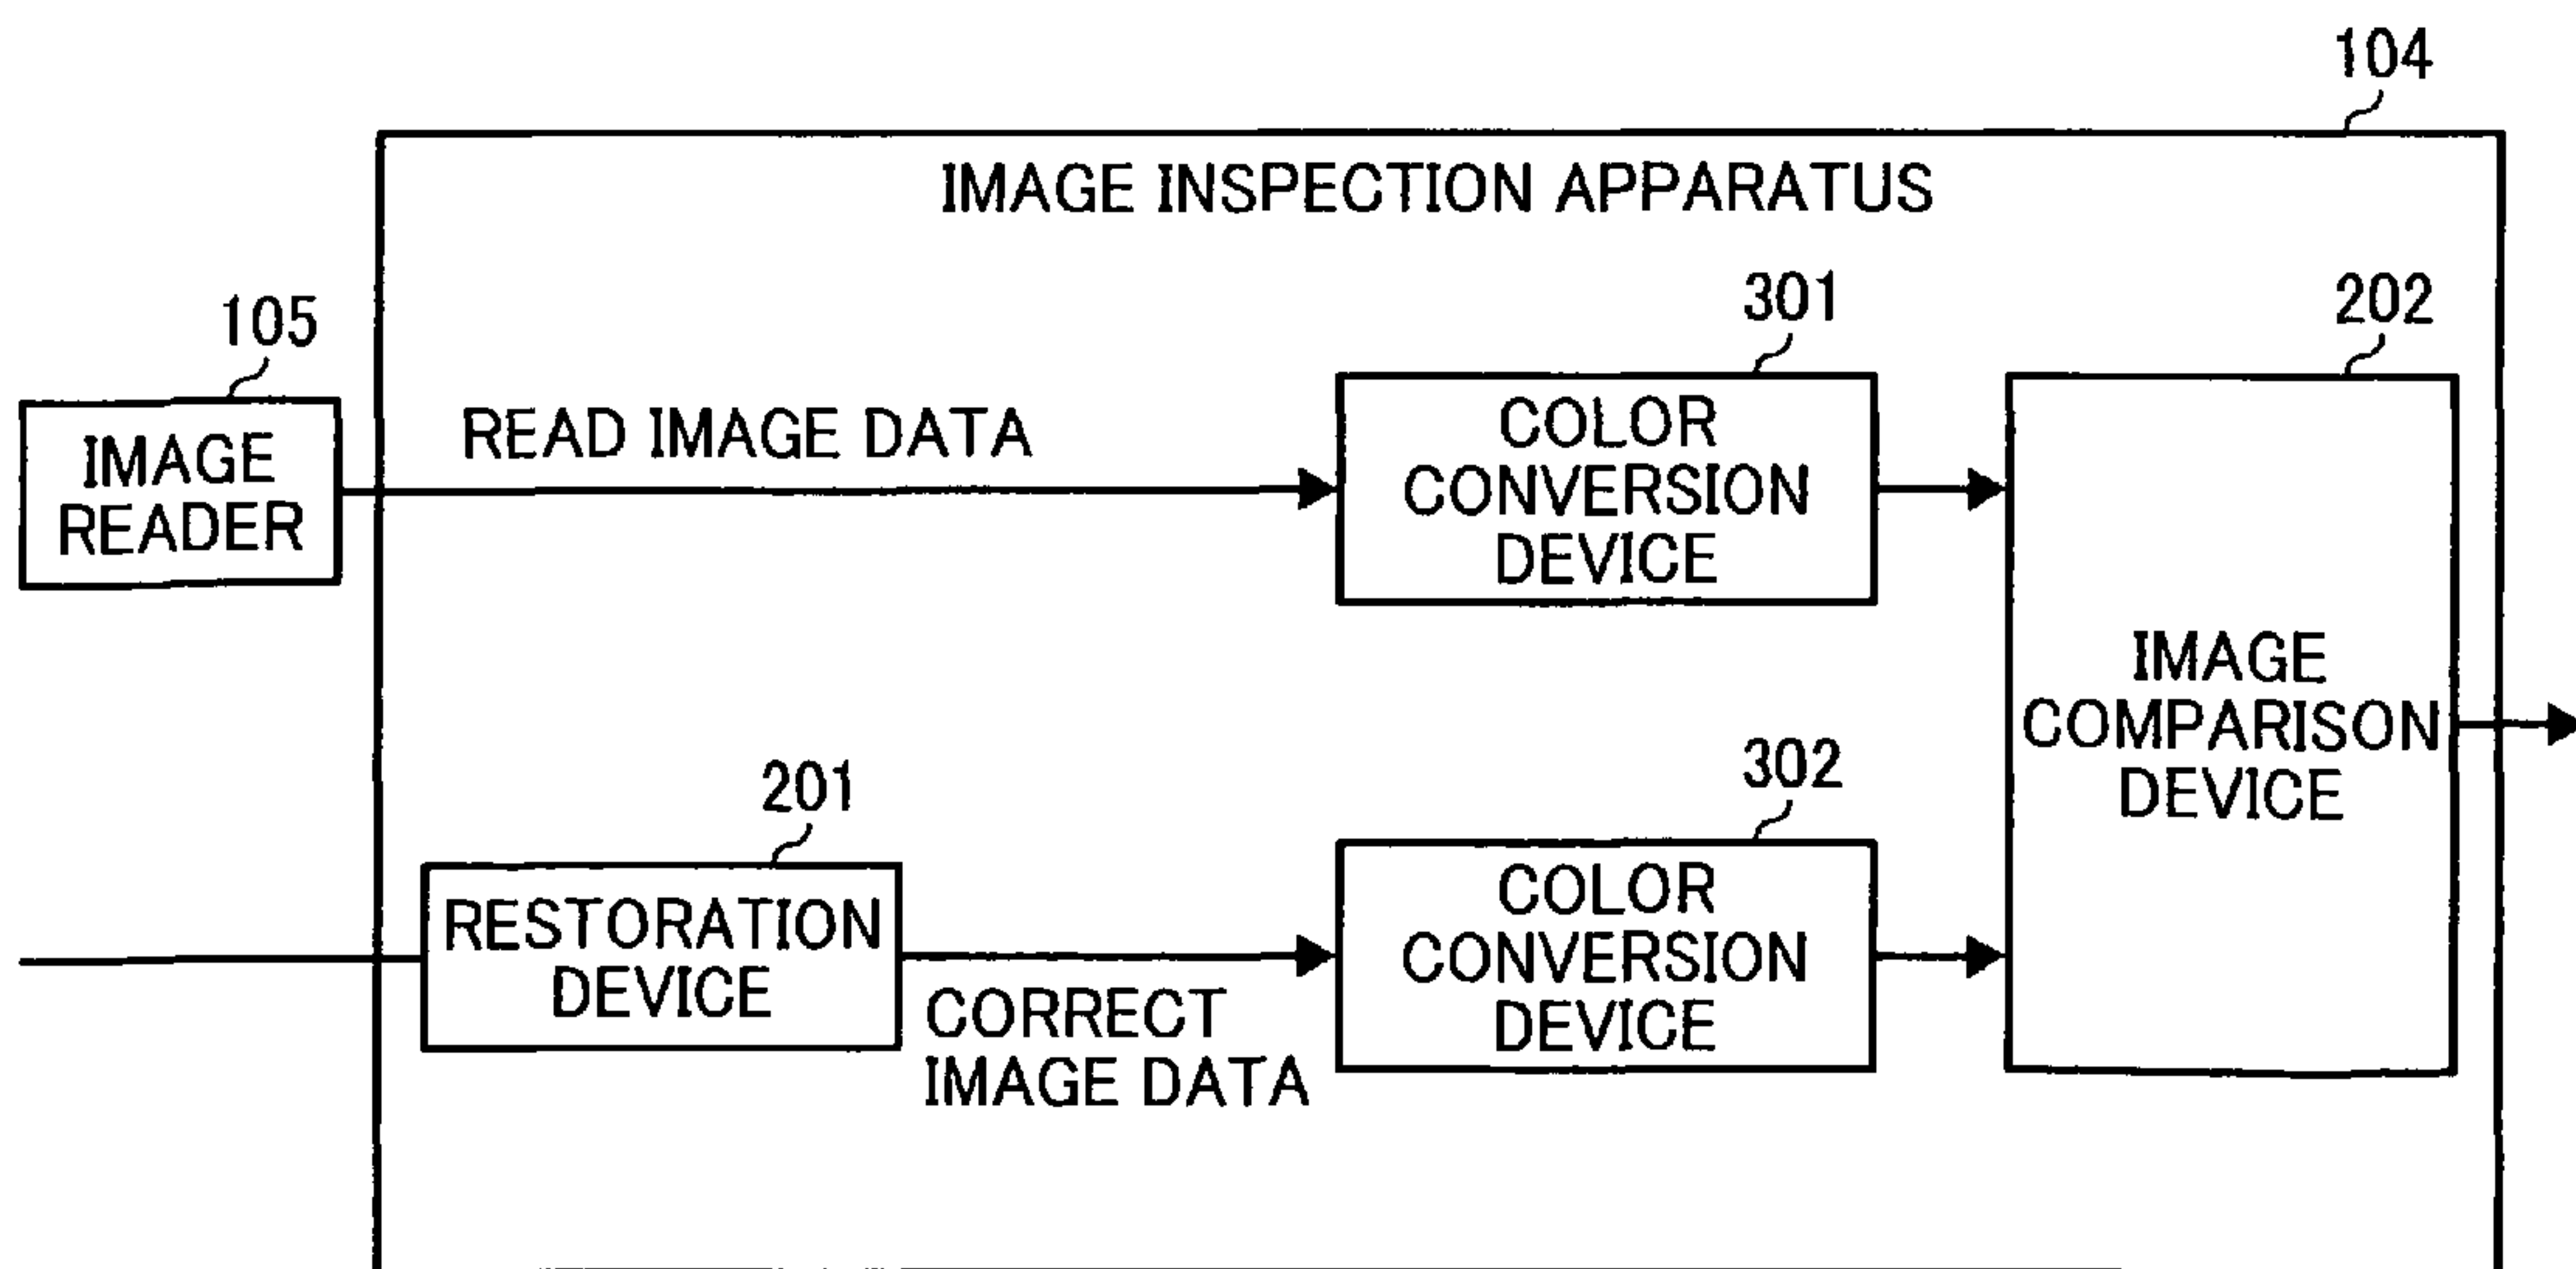 104
IMAGE INSPECTION APPARATUS
105
IMAGE
READER
READ IMAGE DATA
301
COLOR
CONVERSION
DEVICE
202
IMAGE
COMPARISON
DEVICE
201
RESTORATION
DEVICE
CORRECT
IMAGE DATA
302
COLOR
CONVERSION
DEVICE